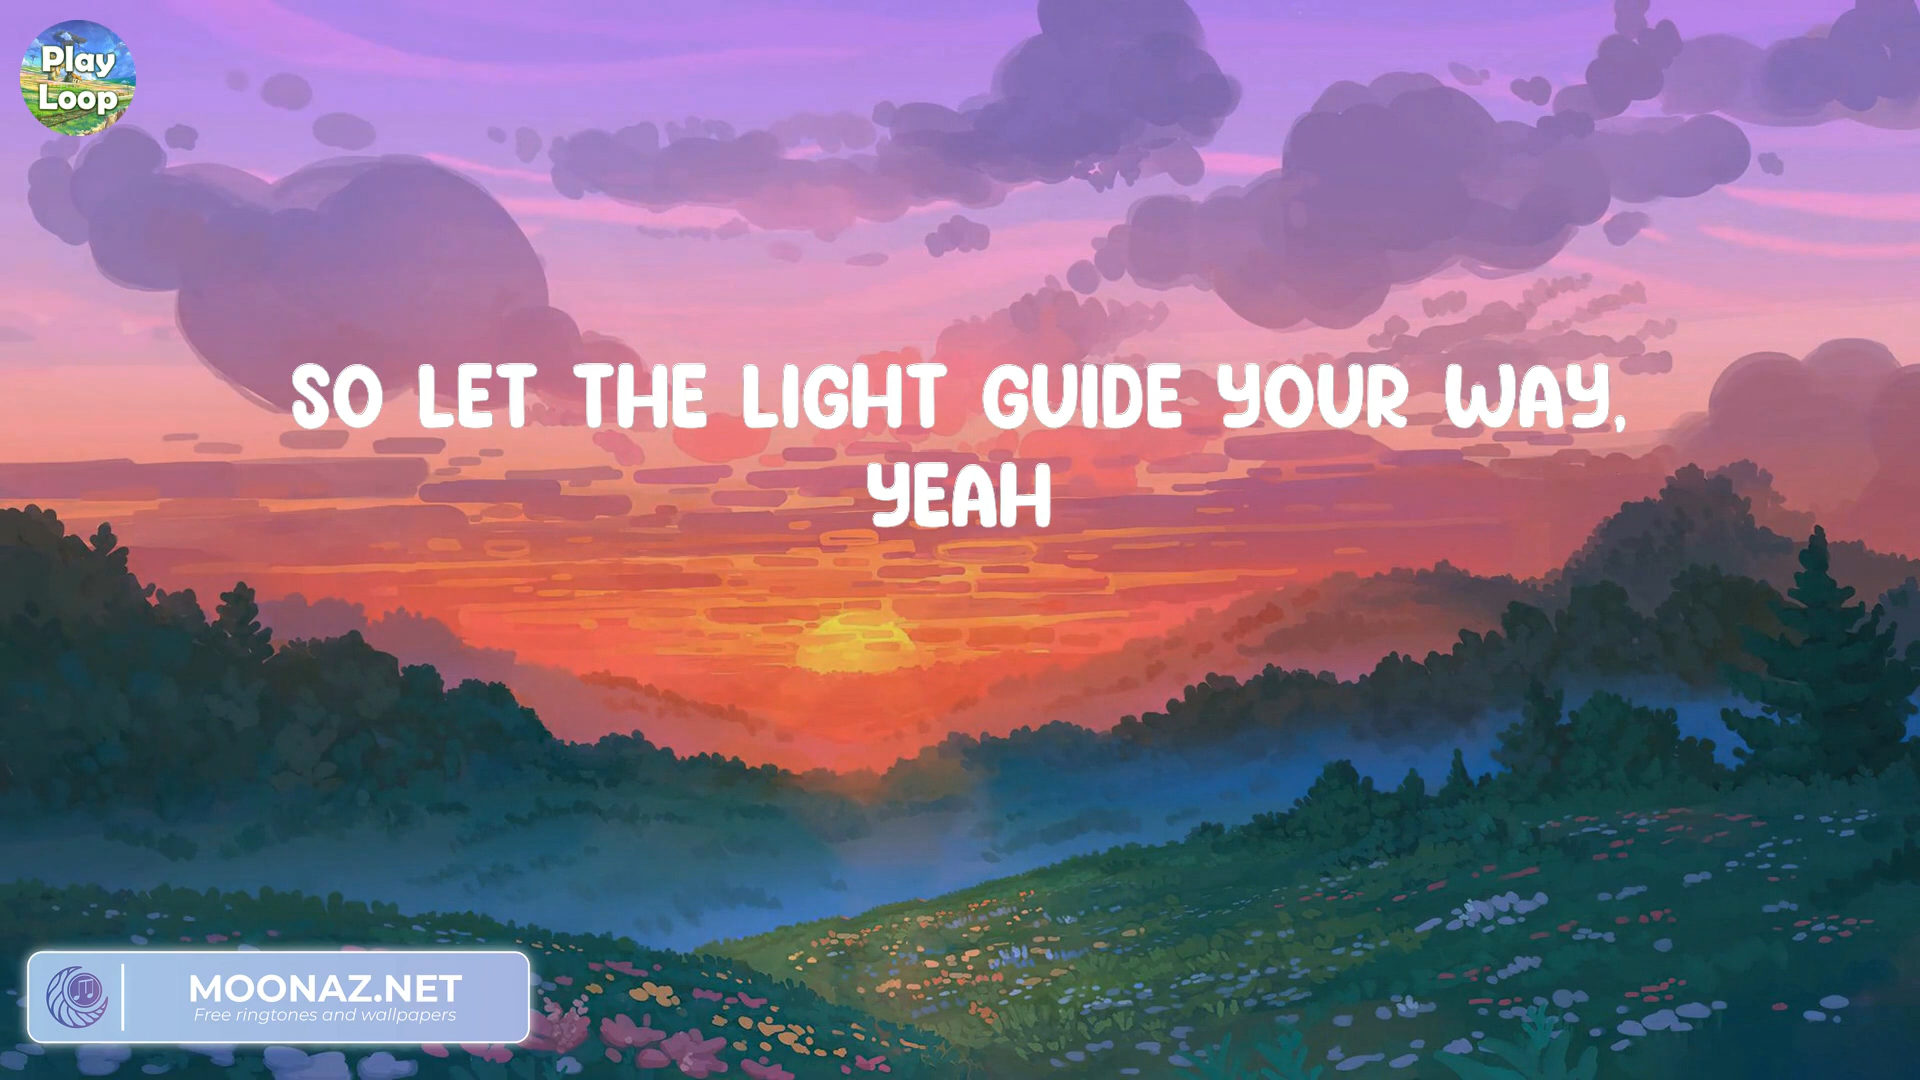 Play
Loop
SO LET THE LIGHT GUIDE YOUR WAY,
YEAH
MOONAZ.NET
Free ringtones and wallpapers